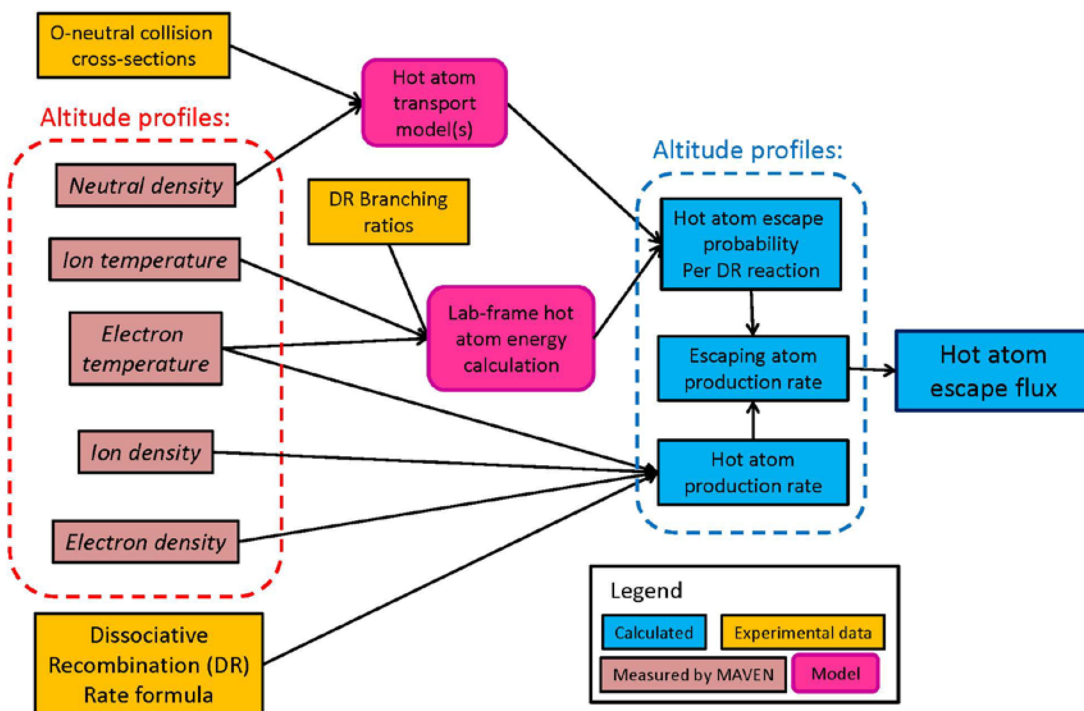 O-neutral collision
cross-sections
Altitude profiles:
Neutral density
Ion temperature
Electron
temperature
Ion density
Electron density
Dissociative
Recombination (DR)
Rate formula
Hot atom
transport
model(s)
DR Branching
ratios
Lab-frame hot
atom energy
calculation
Altitude profiles:
Hot atom escape
probability
Per DR reaction
Escaping atom
production rate
Hot atom
production rate
Hot atom
escape flux
Legend
Calculated
Experimental data
Measured by MAVEN
Model